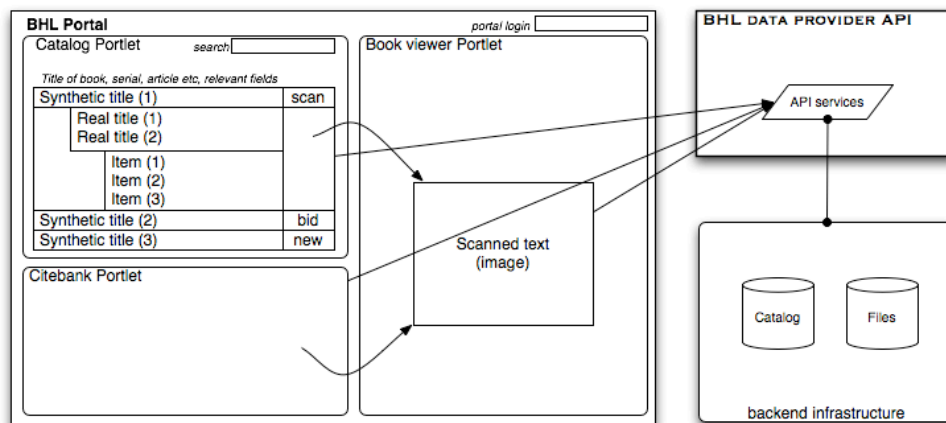 BHL Portal
portal login
Catalog Portlet
search
Title of book, serial, article etc, relevant fields
Synthetic title (1) scan
Real title (1)
Real title (2)
Item (1)
Item (2)
Item (3)
Synthetic title (2) bid
Synthetic title (3) new
Citebank Portlet
Book viewer Portlet
Scanned text
(image)
BHL DATA PROVIDER API
API services
Catalog
Files
backend infrastructure